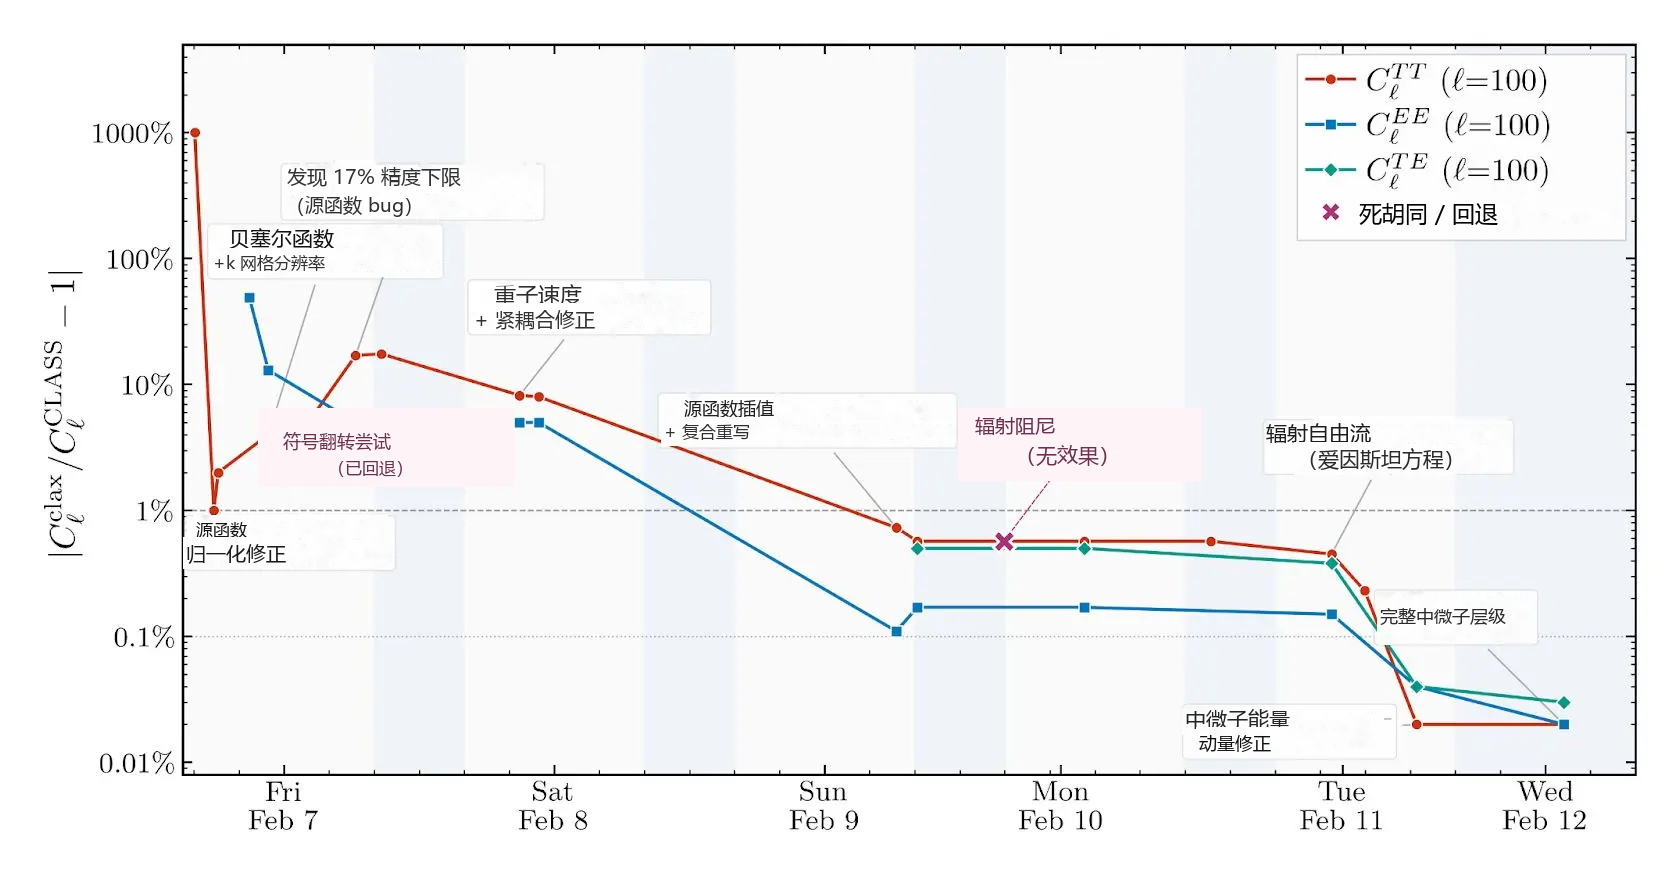 |C_ℓ^clax / C_ℓ^CLASS − 1|
1000%
100%
10%
1%
0.1%
0.01%
C_ℓ^TT (ℓ=100)
C_ℓ^EE (ℓ=100)
C_ℓ^TE (ℓ=100)
死胡同 / 回退
发现 17% 精度下限
（源函数 bug）
贝塞尔函数
+k 网格分辨率
重子速度
+ 紧耦合修正
源函数插值
+ 复合重写
符号翻转尝试
（已回退）
辐射阻尼
（无效果）
辐射自由流
（爱因斯坦方程）
源函数
归一化修正
完整中微子层级
中微子能量
动量修正
Fri
Feb 7
Sat
Feb 8
Sun
Feb 9
Mon
Feb 10
Tue
Feb 11
Wed
Feb 12